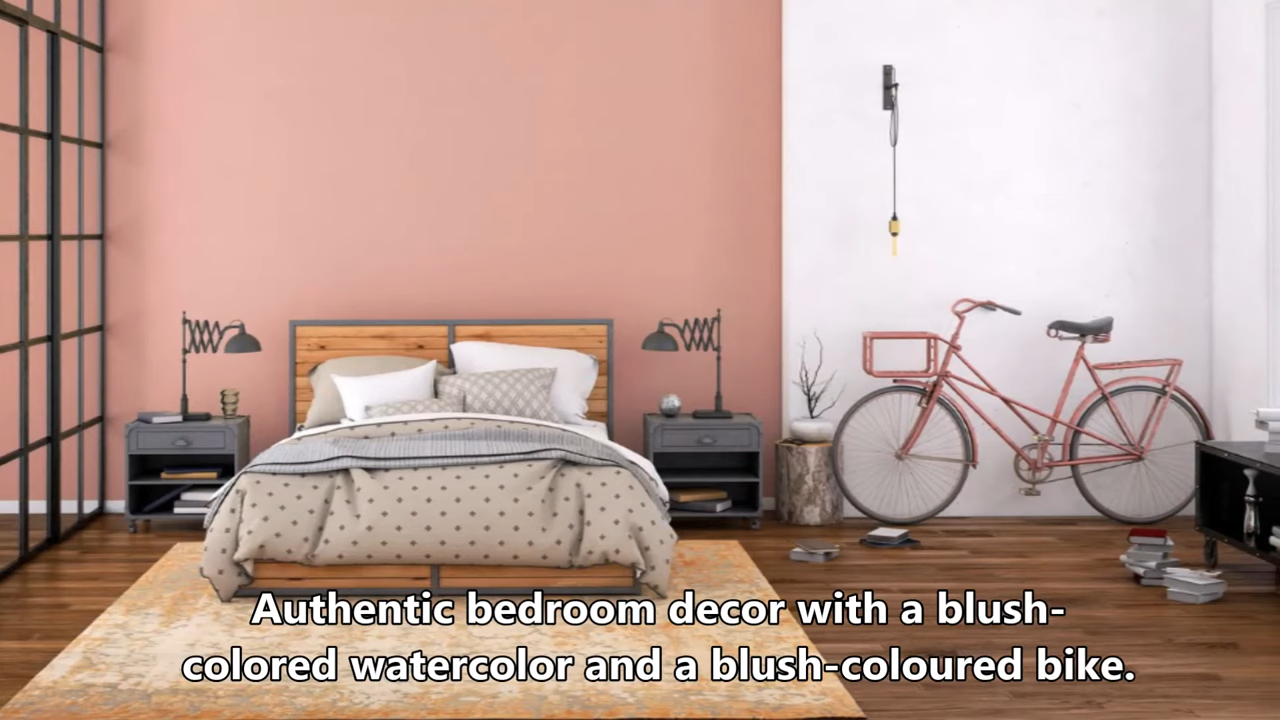 Authentic bedroom decor with a blush-
colored watercolor and a blush-coloured bike.